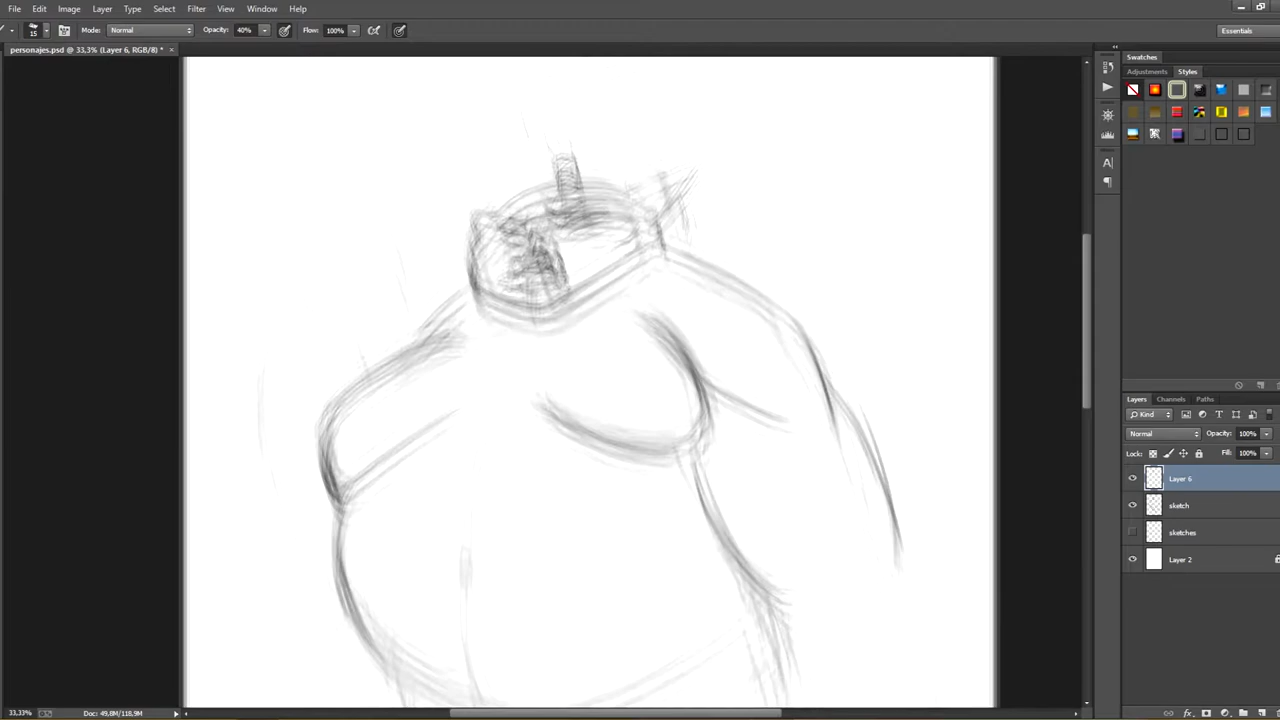 File Edit Image Layer Type Select Filter View Window Help
15 Mode: Normal Opacity: 40% Flow: 100% Essentials
personajes.psd @ 33,3% (Layer 6, RGB/8) * ×
Swatches
Adjustments Styles
Layers Channels Paths
Kind
Normal Opacity: 100%
Lock: Fill: 100%
Layer 6
sketch
sketches
Layer 2
33,33% Doc: 49,8M/118,9M